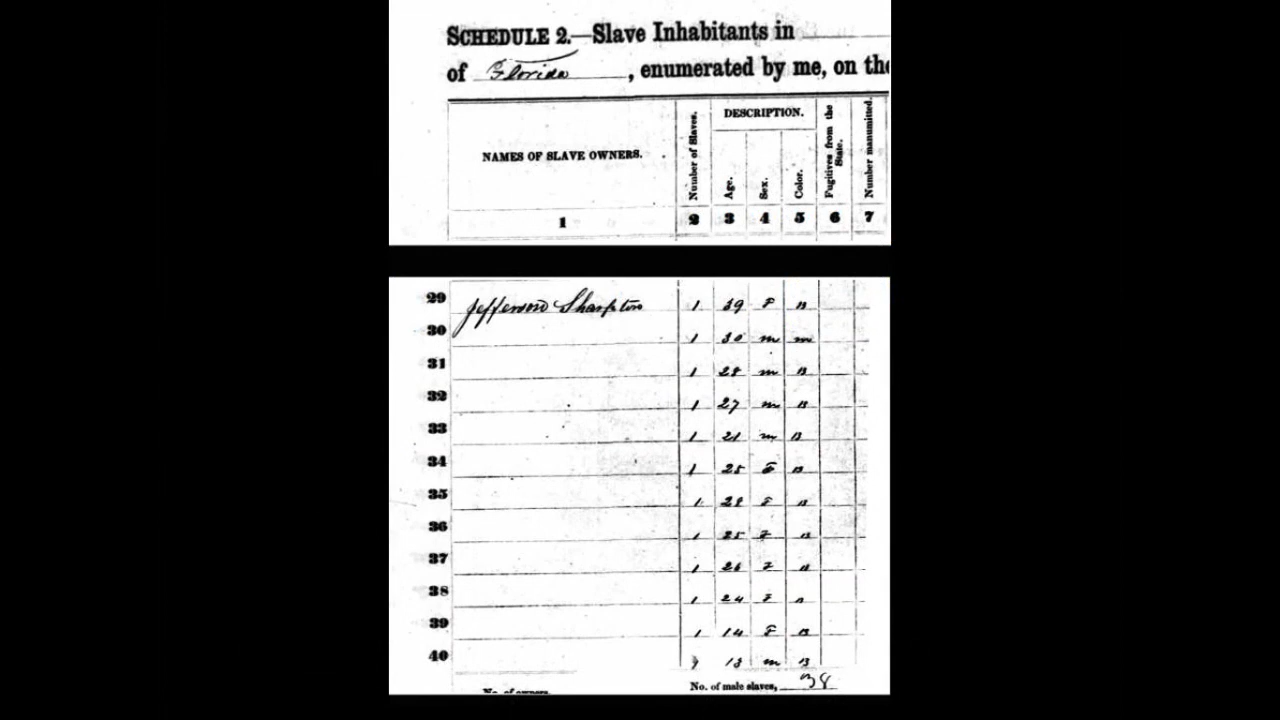 SCHEDULE 2.—Slave Inhabitants in
of Florida, enumerated by me, on the
NAMES OF SLAVE OWNERS. Number of Slaves. DESCRIPTION. Age. Sex. Color. Fugitives from the State. Number manumitted.
1 2 3 4 5 6 7
29 Jefferson Sharpton 1 39 F B
30 1 30 m m
31 1 28 m B
32 1 27 m B
33 1 21 m B
34 1 25 F B
35 1 28 F B
36 1 25 F B
37 1 26 F B
38 1 24 F B
39 1 14 F B
40 1 13 m B
No. of owners. No. of male slaves, 38